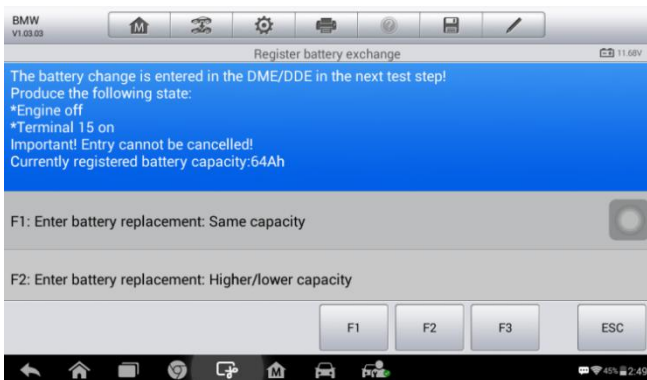 BMW
V1.03.03
Register battery exchange
11.68V
The battery change is entered in the DME/DDE in the next test step!
Produce the following state:
*Engine off
*Terminal 15 on
Important! Entry cannot be cancelled!
Currently registered battery capacity:64Ah
F1: Enter battery replacement: Same capacity
F2: Enter battery replacement: Higher/lower capacity
F1 F2 F3 ESC
45% 2:49